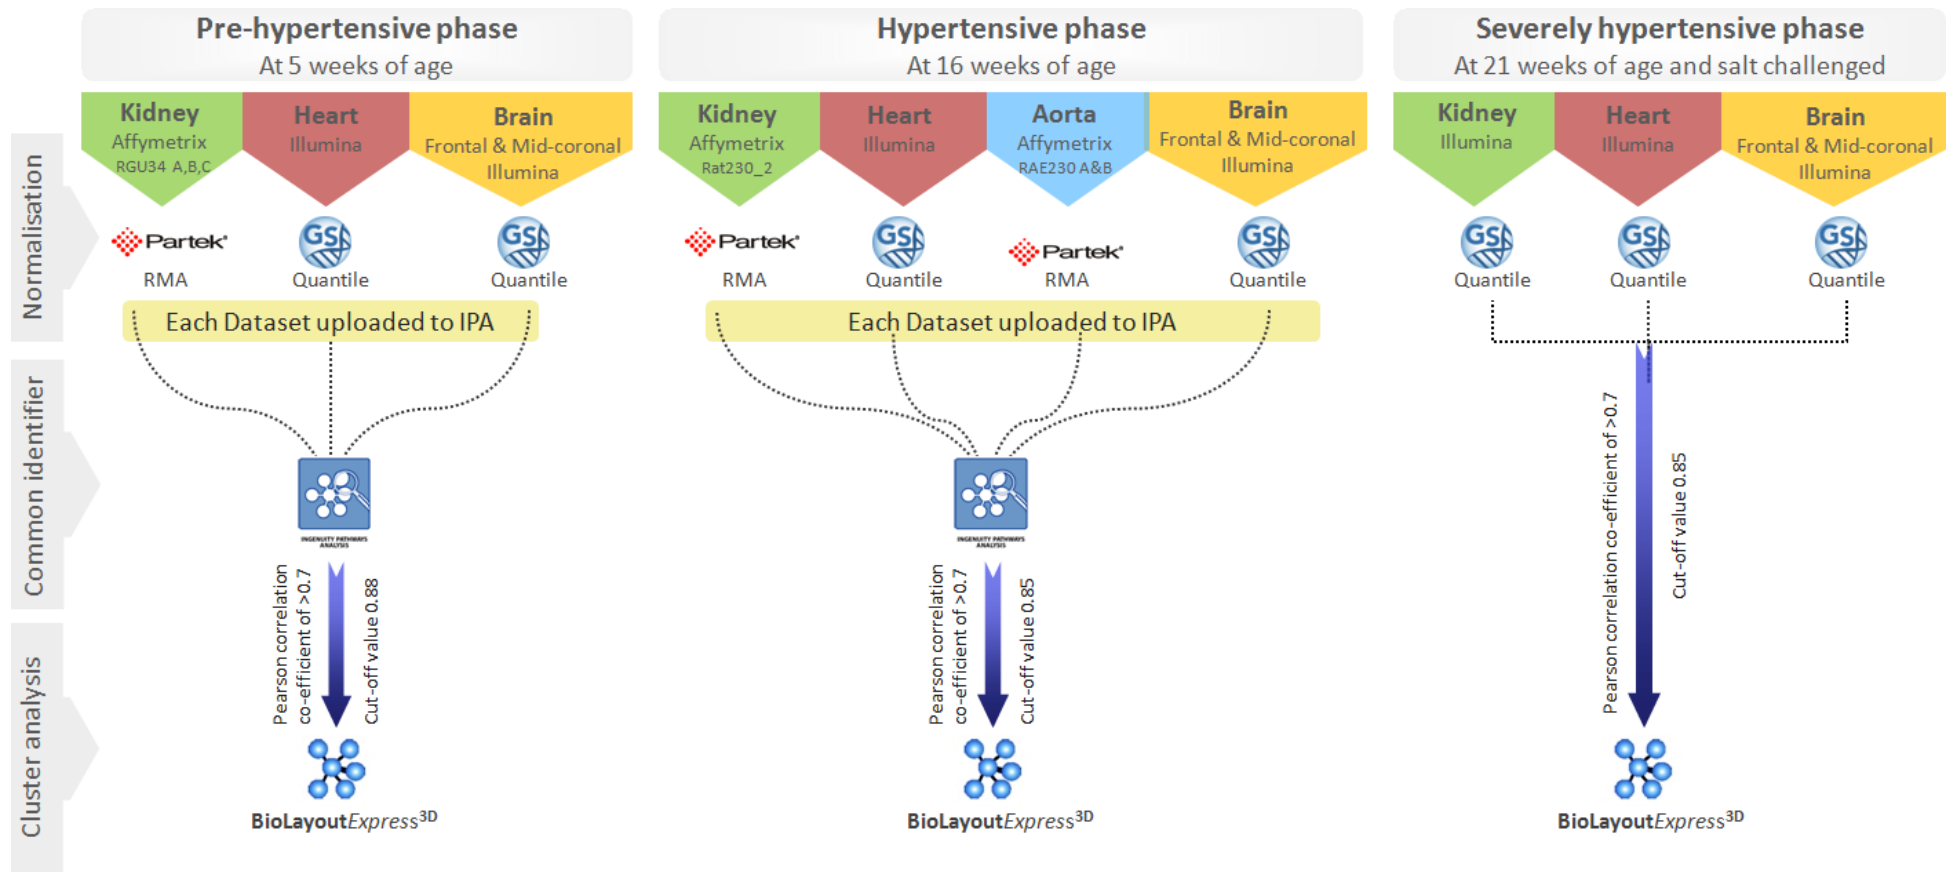 Pre-hypertensive phase
At 5 weeks of age
Kidney
Affymetrix
RGU34 A,B,C
Heart
Illumina
Brain
Frontal & Mid-coronal
Illumina
Partek®
RMA
GS
Quantile
GS
Quantile
Each Dataset uploaded to IPA
INGENUITY PATHWAYS
ANALYSIS
Pearson correlation
co-efficient of >0.7
Cut-off value 0.88
BioLayoutExpress3D
Hypertensive phase
At 16 weeks of age
Kidney
Affymetrix
Rat230_2
Heart
Illumina
Aorta
Affymetrix
RAE230 A&B
Brain
Frontal & Mid-coronal
Illumina
Partek®
RMA
GS
Quantile
Partek®
RMA
GS
Quantile
Each Dataset uploaded to IPA
INGENUITY PATHWAYS
ANALYSIS
Pearson correlation
co-efficient of >0.7
Cut-off value 0.85
BioLayoutExpress3D
Severely hypertensive phase
At 21 weeks of age and salt challenged
Kidney
Illumina
Heart
Illumina
Brain
Frontal & Mid-coronal
Illumina
GS
Quantile
GS
Quantile
GS
Quantile
Pearson correlation co-efficient of >0.7
Cut-off value 0.85
BioLayoutExpress3D
Normalisation
Common identifier
Cluster analysis